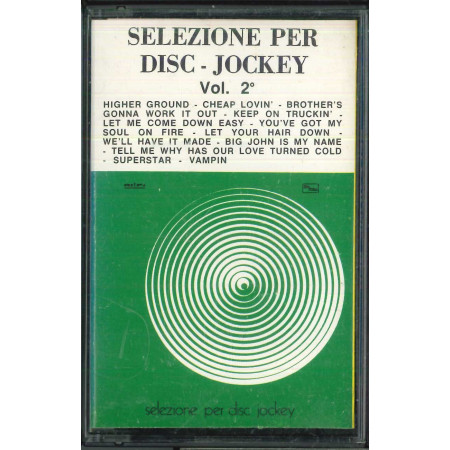 SELEZIONE PER
DISC - JOCKEY
Vol. 2°
HIGHER GROUND - CHEAP LOVIN' - BROTHER'S
GONNA WORK IT OUT - KEEP ON TRUCKIN' -
LET ME COME DOWN EASY - YOU'VE GOT MY
SOUL ON FIRE - LET YOUR HAIR DOWN -
WE'LL HAVE IT MADE - BIG JOHN IS MY NAME
- TELL ME WHY HAS OUR LOVE TURNED COLD
- SUPERSTAR - VAMPIN
selezione per disc jockey